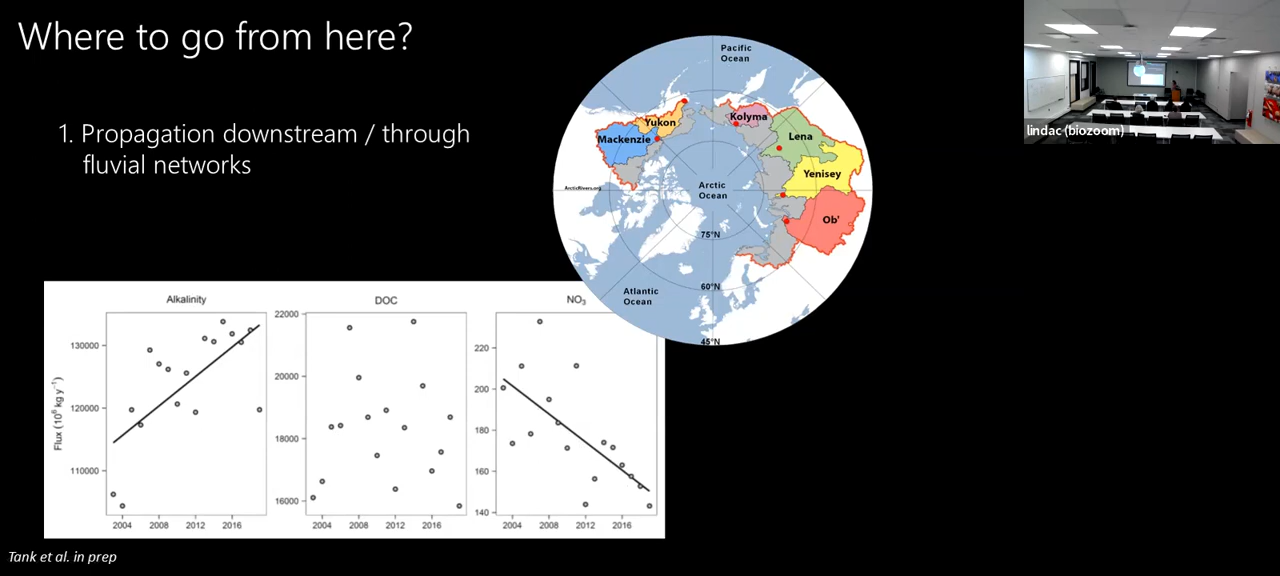 Where to go from here?
1. Propagation downstream / through
fluvial networks
Pacific
Ocean
Yukon
Kolyma
Mackenzie
Lena
Yenisey
ArcticRivers.org
Arctic
Ocean
Ob'
75°N
60°N
Atlantic
Ocean
45°N
lindac (biozoom)
Alkalinity
DOC
NO3
Flux (10⁶ kg y⁻¹)
130000
120000
110000
2004 2008 2012 2016
22000
20000
18000
16000
2004 2008 2012 2016
220
200
180
160
140
2004 2008 2012 2016
Tank et al. in prep